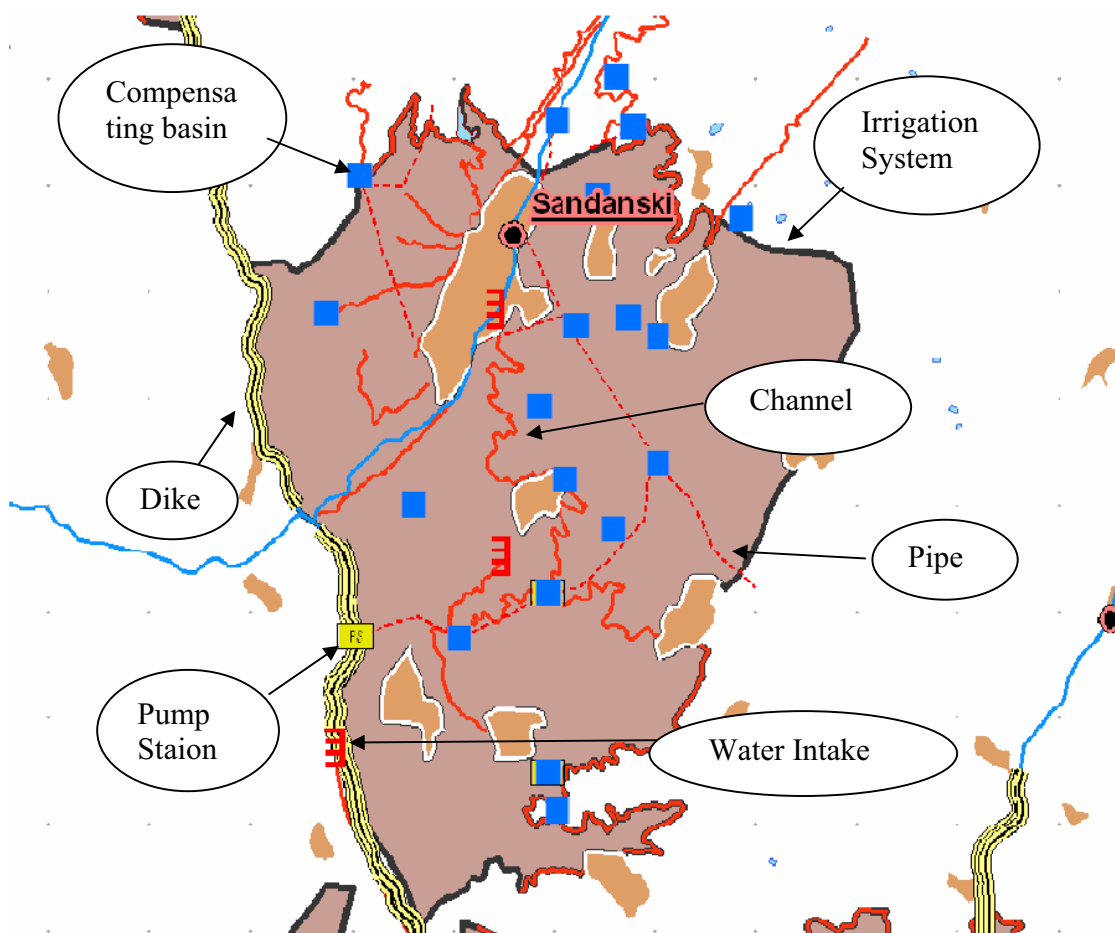 Compensa
ting basin
Irrigation
System
Sandanski
Channel
Dike
Pipe
PS
Pump
Staion
Water Intake